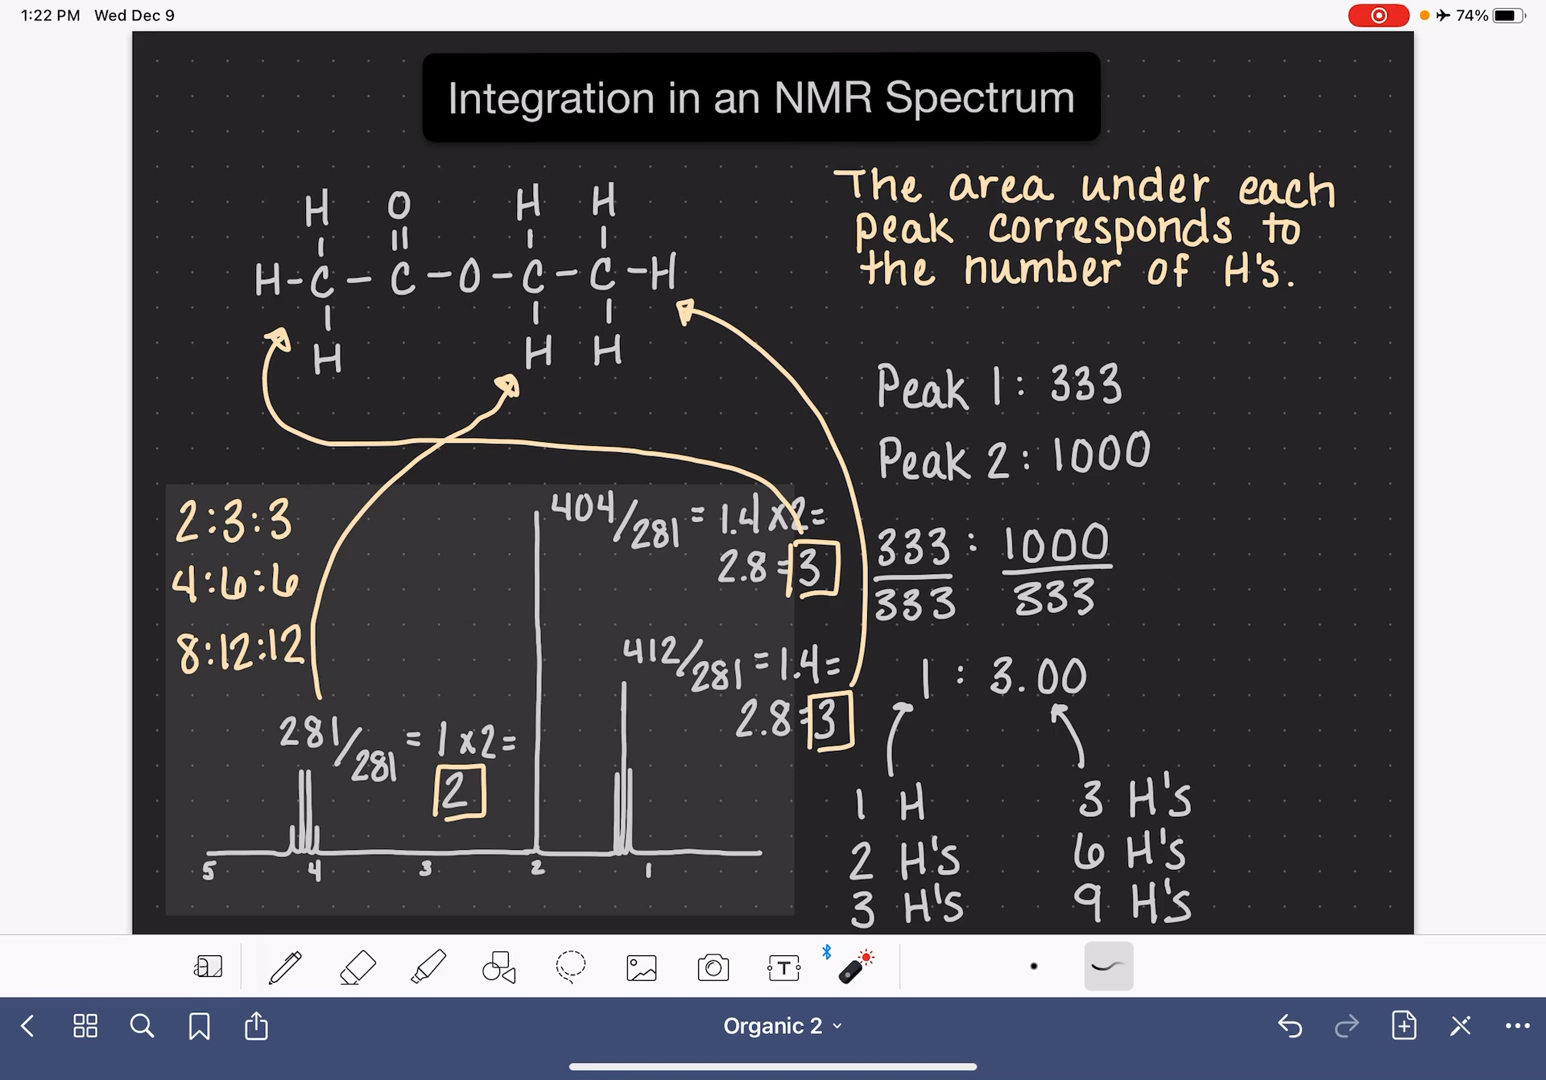 1:22 PM Wed Dec 9
74%
Integration in an NMR Spectrum
H O H H
H-C-C-O-C-C-H
H H H
The area under each
peak corresponds to
the number of H's.
Peak 1: 333
Peak 2: 1000
333/333 : 1000/333
1 : 3.00
1 H 3 H's
2 H's 6 H's
3 H's 9 H's
2:3:3
4:6:6
8:12:12
404/281 = 1.4 x2=
2.8=3
412/281 = 1.4=
2.8=3
281/281 = 1 x2=
2
5 4 3 2 1
T
Organic 2